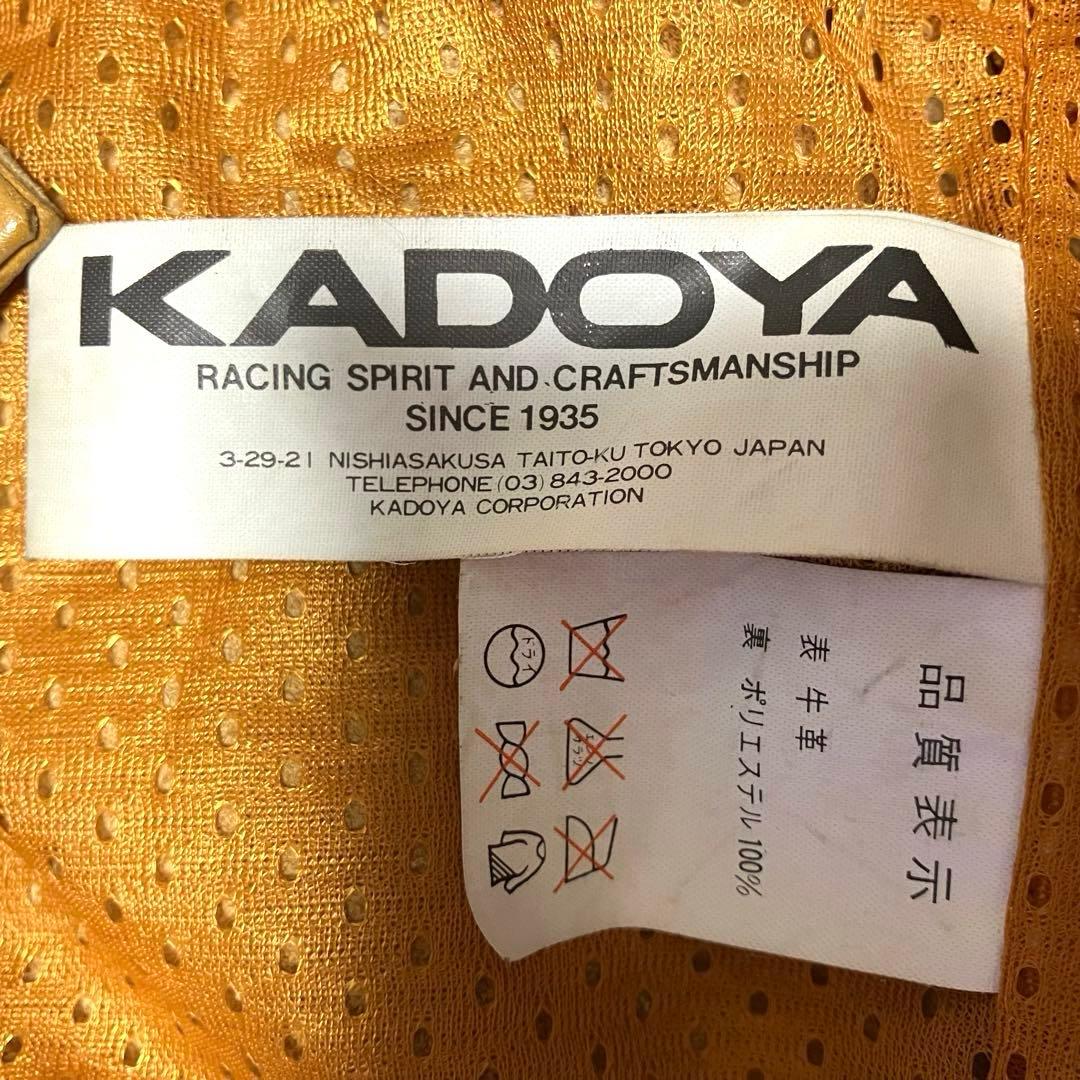 KADOYA
RACING SPIRIT AND CRAFTSMANSHIP
SINCE 1935
3-29-21 NISHIASAKUSA TAITO-KU TOKYO JAPAN
TELEPHONE (03) 843-2000
KADOYA CORPORATION
品質表示
表 牛革
裏 ポリエステル 100%
ドライ